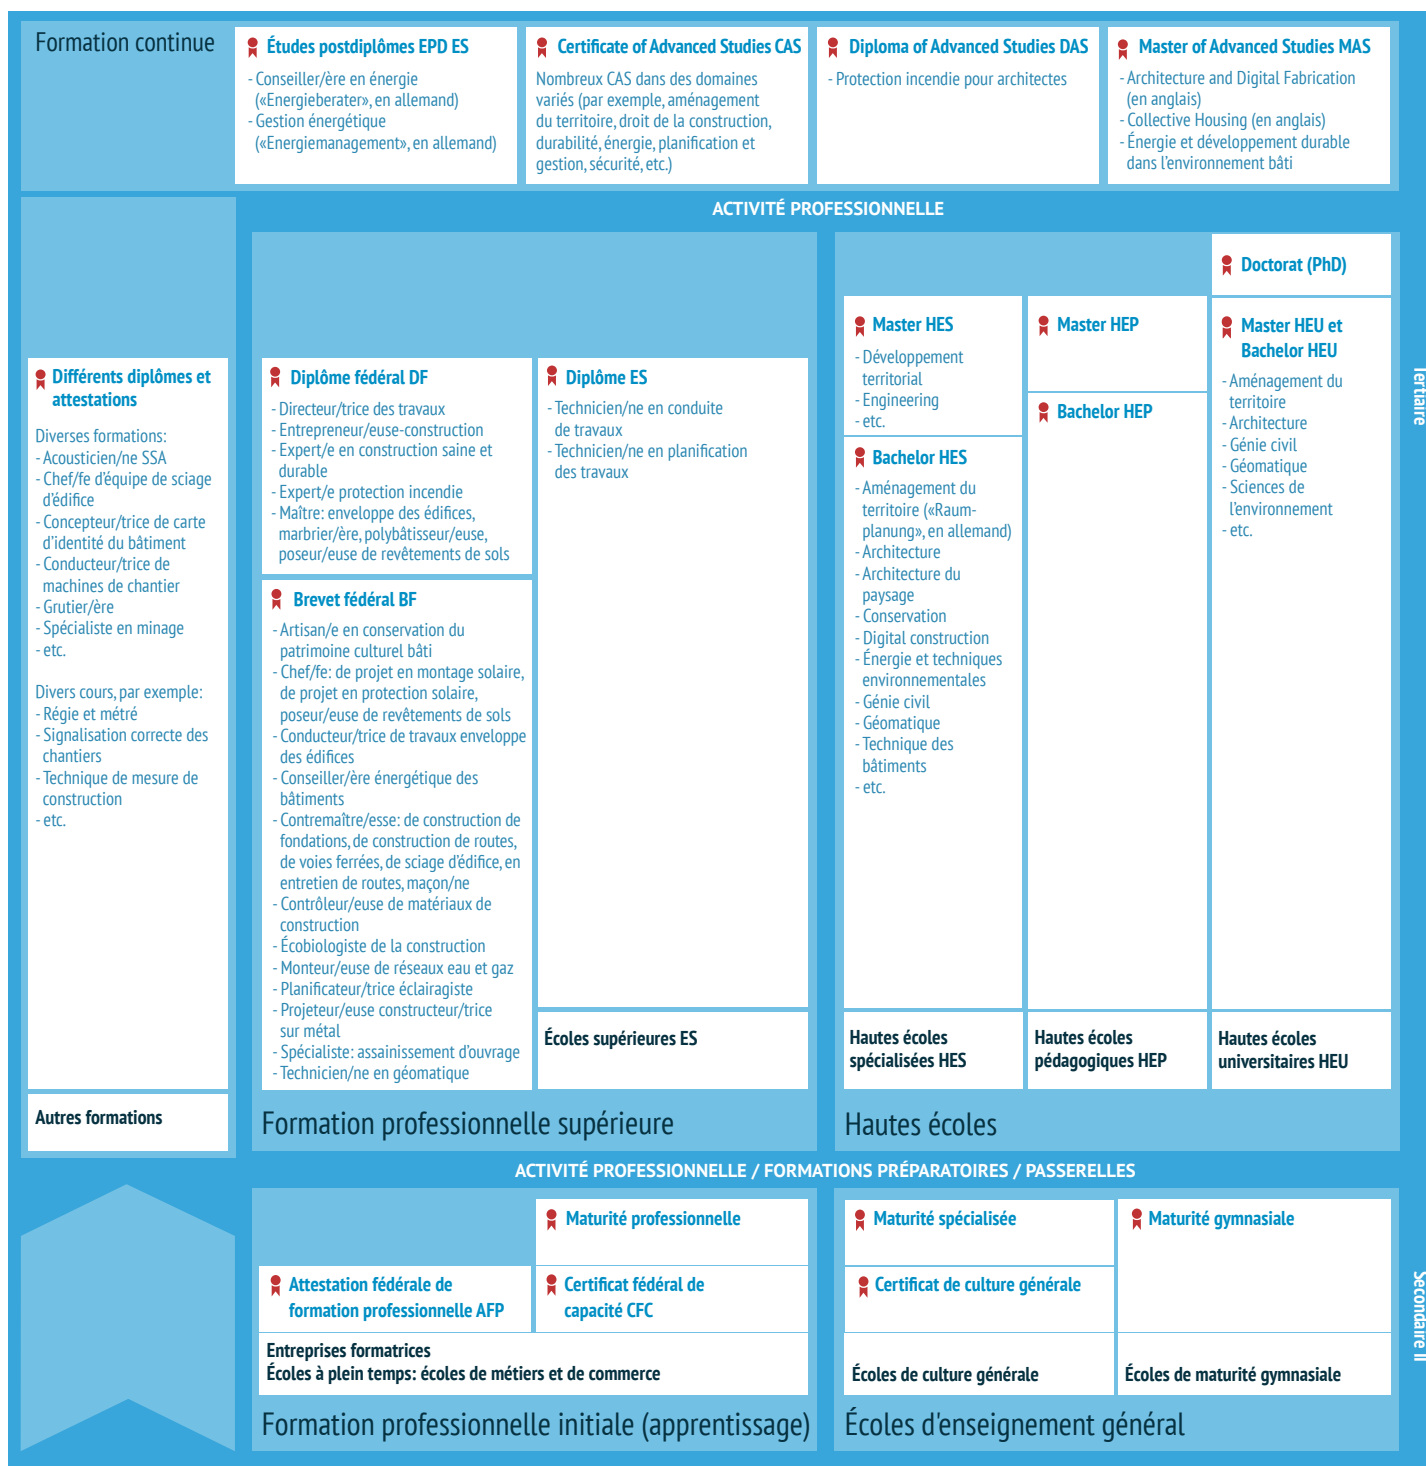 Formation continue
Études postdiplômes EPD ES
- Conseiller/ère en énergie
(«Energieberater», en allemand)
- Gestion énergétique
(«Energiemanagement», en allemand)
Certificate of Advanced Studies CAS
Nombreux CAS dans des domaines
variés (par exemple, aménagement
du territoire, droit de la construction,
durabilité, énergie, planification et
gestion, sécurité, etc.)
Diploma of Advanced Studies DAS
- Protection incendie pour architectes
Master of Advanced Studies MAS
- Architecture and Digital Fabrication
(en anglais)
- Collective Housing (en anglais)
- Énergie et développement durable
dans l'environnement bâti
ACTIVITÉ PROFESSIONNELLE
Différents diplômes et
attestations
Diverses formations:
- Acousticien/ne SSA
- Chef/fe d'équipe de sciage
d'édifice
- Concepteur/trice de carte
d'identité du bâtiment
- Conducteur/trice de
machines de chantier
- Grutier/ère
- Spécialiste en minage
- etc.
Divers cours, par exemple:
- Régie et métré
- Signalisation correcte des
chantiers
- Technique de mesure de
construction
- etc.
Autres formations
Diplôme fédéral DF
- Directeur/trice des travaux
- Entrepreneur/euse-construction
- Expert/e en construction saine et
durable
- Expert/e protection incendie
- Maître: enveloppe des édifices,
marbrier/ère, polybâtisseur/euse,
poseur/euse de revêtements de sols
Brevet fédéral BF
- Artisan/e en conservation du
patrimoine culturel bâti
- Chef/fe: de projet en montage solaire,
de projet en protection solaire,
poseur/euse de revêtements de sols
- Conducteur/trice de travaux enveloppe
des édifices
- Conseiller/ère énergétique des
bâtiments
- Contremaître/esse: de construction de
fondations, de construction de routes,
de voies ferrées, de sciage d'édifice, en
entretien de routes, maçon/ne
- Contrôleur/euse de matériaux de
construction
- Écobiologiste de la construction
- Monteur/euse de réseaux eau et gaz
- Planificateur/trice éclairagiste
- Projeteur/euse constructeur/trice
sur métal
- Spécialiste: assainissement d'ouvrage
- Technicien/ne en géomatique
Diplôme ES
- Technicien/ne en conduite
de travaux
- Technicien/ne en planification
des travaux
Écoles supérieures ES
Formation professionnelle supérieure
Master HES
- Développement
territorial
- Engineering
- etc.
Bachelor HES
- Aménagement du
territoire («Raum-
planung», en allemand)
- Architecture
- Architecture du
paysage
- Conservation
- Digital construction
- Énergie et techniques
environnementales
- Génie civil
- Géomatique
- Technique des
bâtiments
- etc.
Hautes écoles
spécialisées HES
Master HEP
Bachelor HEP
Hautes écoles
pédagogiques HEP
Doctorat (PhD)
Master HEU et
Bachelor HEU
- Aménagement du
territoire
- Architecture
- Génie civil
- Géomatique
- Sciences de
l'environnement
- etc.
Hautes écoles
universitaires HEU
Hautes écoles
Tertiaire
ACTIVITÉ PROFESSIONNELLE / FORMATIONS PRÉPARATOIRES / PASSERELLES
Maturité professionnelle
Attestation fédérale de
formation professionnelle AFP
Certificat fédéral de
capacité CFC
Entreprises formatrices
Écoles à plein temps: écoles de métiers et de commerce
Formation professionnelle initiale (apprentissage)
Maturité spécialisée
Certificat de culture générale
Écoles de culture générale
Maturité gymnasiale
Écoles de maturité gymnasiale
Écoles d'enseignement général
Secondaire II